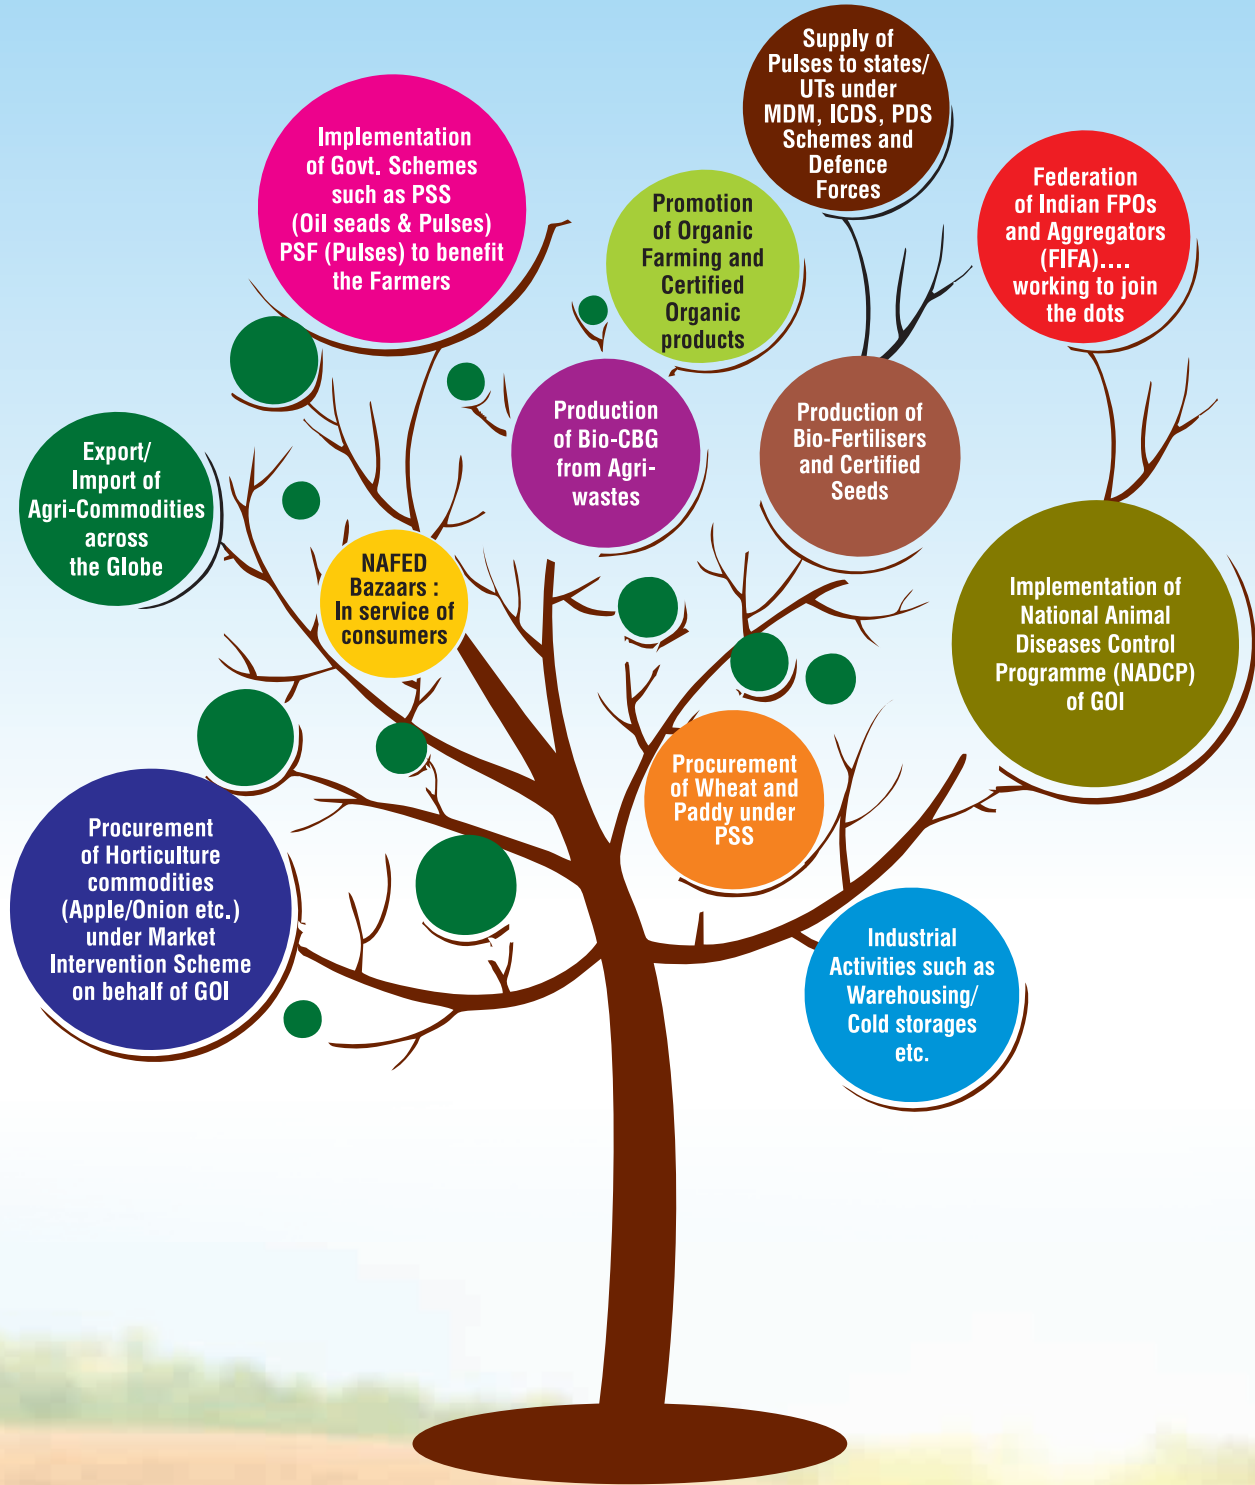 Supply of
Pulses to states/
UTs under
MDM, ICDS, PDS
Schemes and
Defence
Forces
Implementation
of Govt. Schemes
such as PSS
(Oil seads & Pulses)
PSF (Pulses) to benefit
the Farmers
Promotion
of Organic
Farming and
Certified
Organic
products
Federation
of Indian FPOs
and Aggregators
(FIFA)....
working to join
the dots
Export/
Import of
Agri-Commodities
across
the Globe
Production
of Bio-CBG
from Agri-
wastes
Production of
Bio-Fertilisers
and Certified
Seeds
NAFED
Bazaars :
In service of
consumers
Implementation of
National Animal
Diseases Control
Programme (NADCP)
of GOI
Procurement
of Wheat and
Paddy under
PSS
Procurement
of Horticulture
commodities
(Apple/Onion etc.)
under Market
Intervention Scheme
on behalf of GOI
Industrial
Activities such as
Warehousing/
Cold storages
etc.